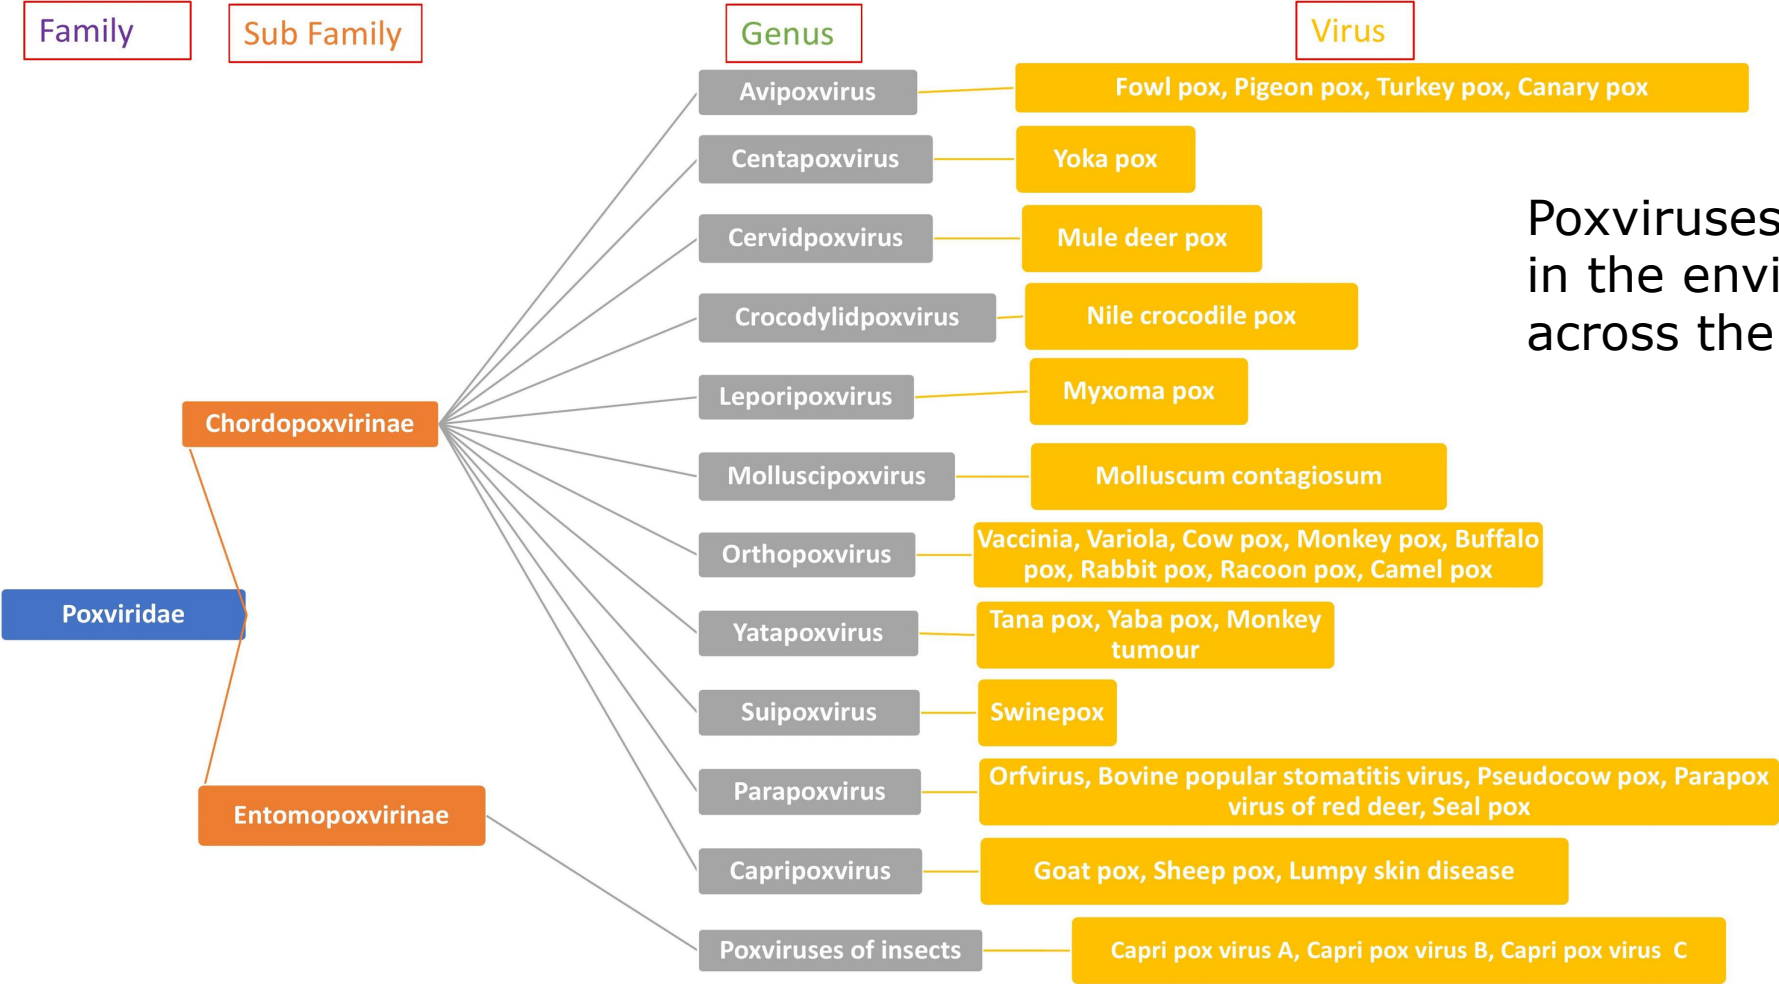 Family
Sub Family
Genus
Virus
Avipoxvirus
Fowl pox, Pigeon pox, Turkey pox, Canary pox
Centapoxvirus
Yoka pox
Cervidpoxvirus
Mule deer pox
Crocodylidpoxvirus
Nile crocodile pox
Leporipoxvirus
Myxoma pox
Molluscipoxvirus
Molluscum contagiosum
Orthopoxvirus
Vaccinia, Variola, Cow pox, Monkey pox, Buffalo
pox, Rabbit pox, Racoon pox, Camel pox
Yatapoxvirus
Tana pox, Yaba pox, Monkey
tumour
Suipoxvirus
Swinepox
Parapoxvirus
Orfvirus, Bovine popular stomatitis virus, Pseudocow pox, Parapox
virus of red deer, Seal pox
Capripoxvirus
Goat pox, Sheep pox, Lumpy skin disease
Poxviruses of insects
Capri pox virus A, Capri pox virus B, Capri pox virus C
Chordopoxvirinae
Poxviridae
Entomopoxvirinae
Poxviruses
in the
across the